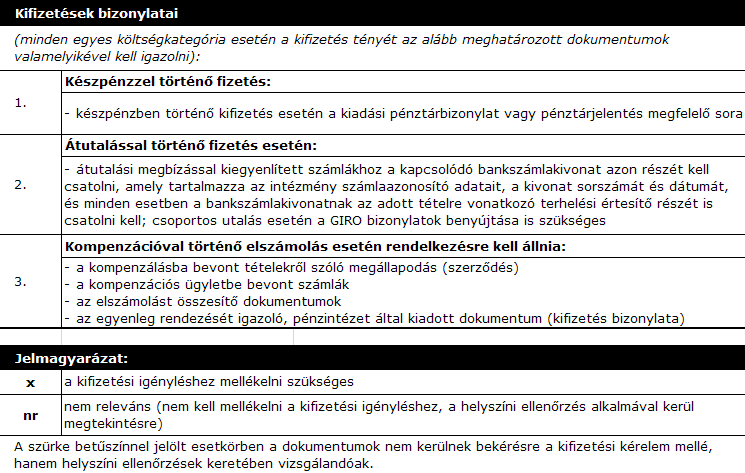 Kifizetések bizonylatai
(minden egyes költségkategória esetén a kifizetés tényét az alább meghatározott dokumentumok
valamelyikével kell igazolni):
Készpénzzel történő fizetés:
1.
- készpénzben történő kifizetés esetén a kiadási pénztárbizonylat vagy pénztárjelentés megfelelő sora
Átutalással történő fizetés esetén:
2.
- átutalási megbízással kiegyenlített számlákhoz a kapcsolódó bankszámlakivonat azon részét kell
csatolni, amely tartalmazza az intézmény számlaazonosító adatait, a kivonat sorszámát és dátumát,
és minden esetben a bankszámlakivonatnak az adott tételre vonatkozó terhelési értesítő részét is
csatolni kell; csoportos utalás esetén a GIRO bizonylatok benyújtása is szükséges
Kompenzációval történő elszámolás esetén rendelkezésre kell állnia:
3.
- a kompenzálásba bevont tételekről szóló megállapodás (szerződés)
- a kompenzációs ügyletbe bevont számlák
- az elszámolást összesítő dokumentumok
- az egyenleg rendezését igazoló, pénzintézet által kiadott dokumentum (kifizetés bizonylata)
Jelmagyarázat:
x a kifizetési igényléshez mellékelni szükséges
nr nem releváns (nem kell mellékelni a kifizetési igényléshez, a helyszíni ellenőrzés alkalmával kerül
megtekintésre)
A szürke betűszínnel jelölt esetkörben a dokumentumok nem kerülnek bekérésre a kifizetési kérelem mellé,
hanem helyszíni ellenőrzések keretében vizsgálandóak.